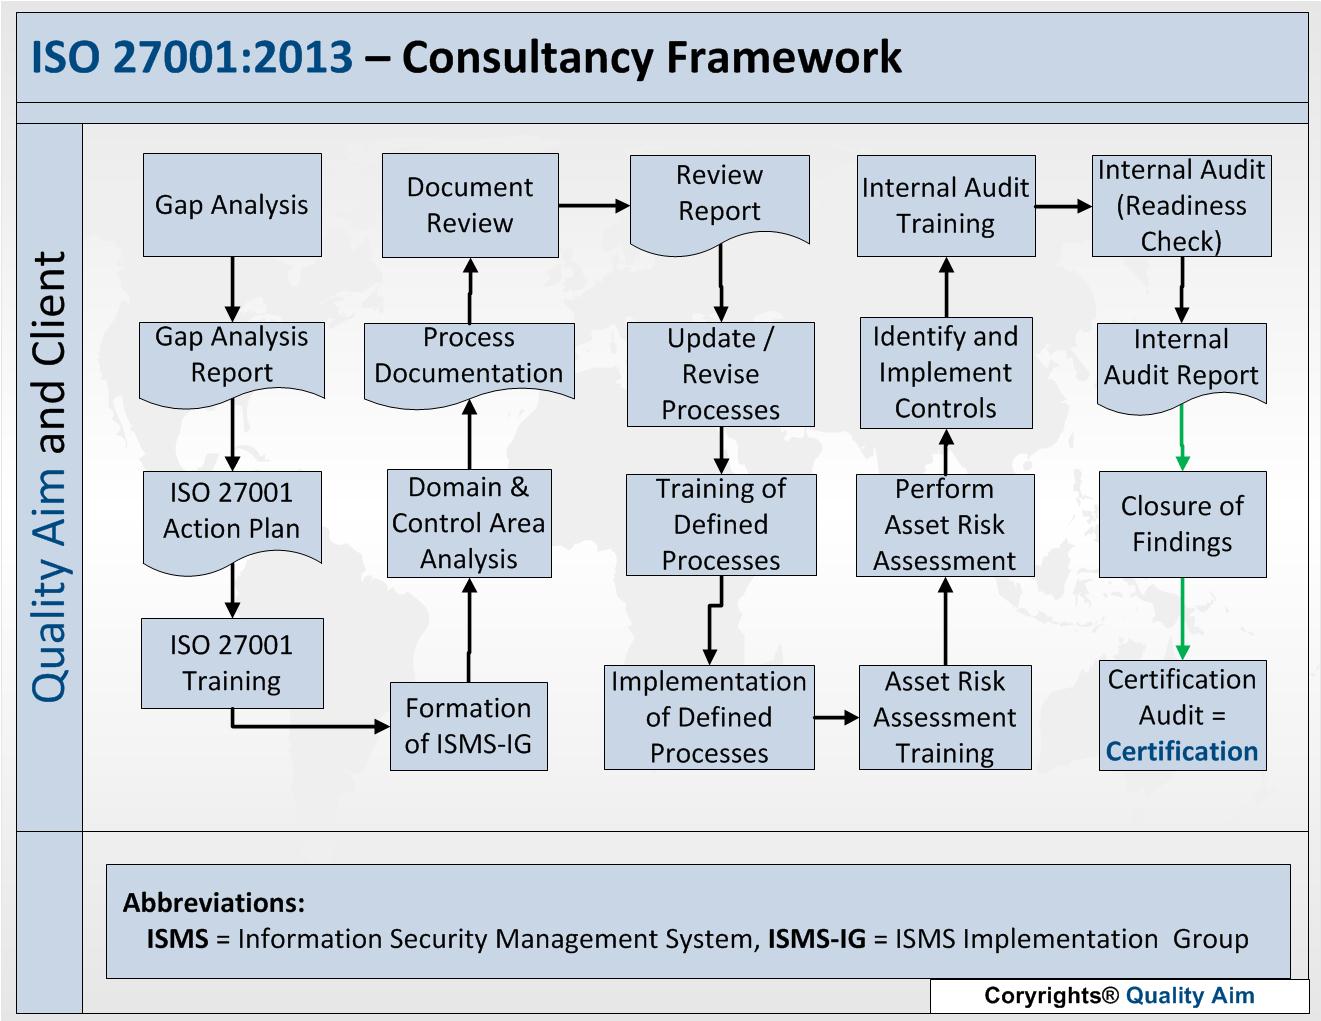 ISO 27001:2013 – Consultancy Framework
Quality Aim and Client
Gap Analysis
Gap Analysis
Report
ISO 27001
Action Plan
ISO 27001
Training
Formation
of ISMS-IG
Domain &
Control Area
Analysis
Process
Documentation
Document
Review
Review
Report
Update /
Revise
Processes
Training of
Defined
Processes
Implementation
of Defined
Processes
Asset Risk
Assessment
Training
Perform
Asset Risk
Assessment
Identify and
Implement
Controls
Internal Audit
Training
Internal Audit
(Readiness
Check)
Internal
Audit Report
Closure of
Findings
Certification
Audit =
Certification
Abbreviations:
ISMS = Information Security Management System, ISMS-IG = ISMS Implementation Group
Coryrights® Quality Aim